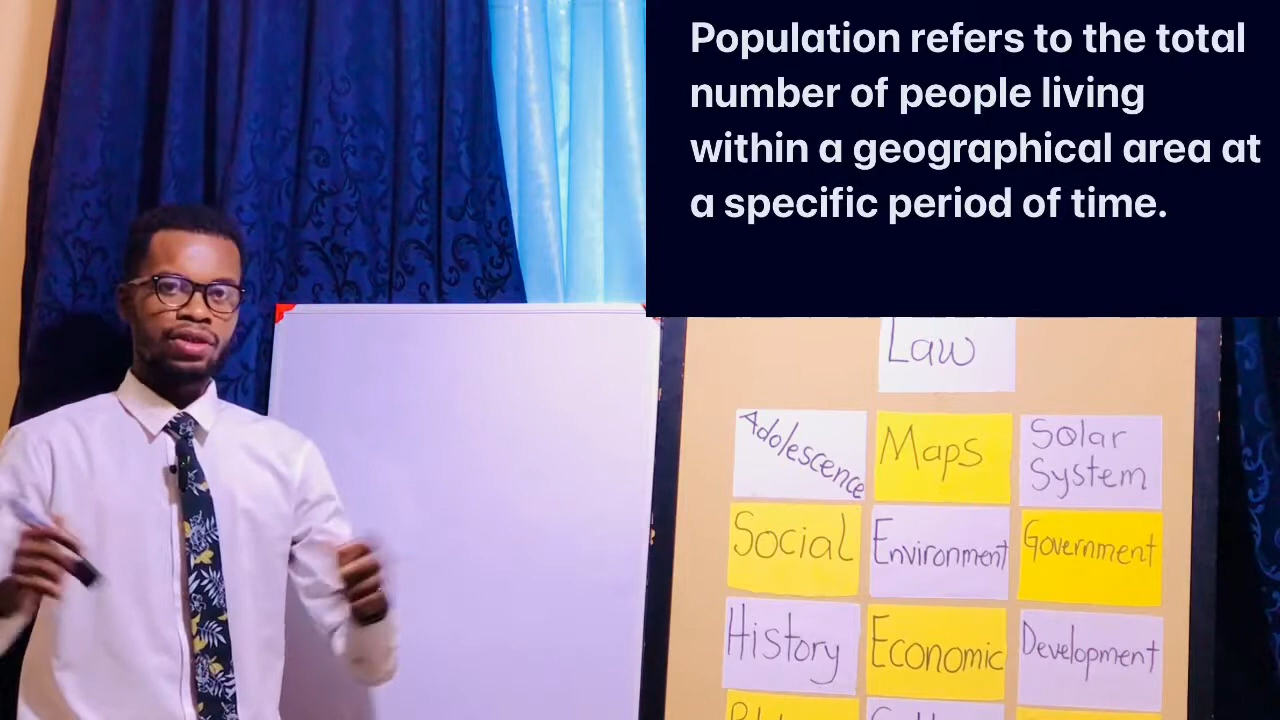 Population refers to the total
number of people living
within a geographical area at
a specific period of time.
Law
Adolescence
Maps
Solar
System
Social
Environment
Government
History
Economic
Development